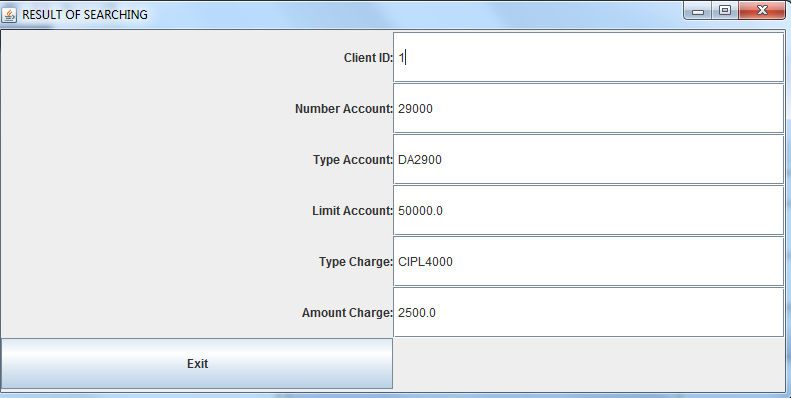 RESULT OF SEARCHING
Client ID: 1
Number Account: 29000
Type Account: DA2900
Limit Account: 50000.0
Type Charge: CIPL4000
Amount Charge: 2500.0
Exit